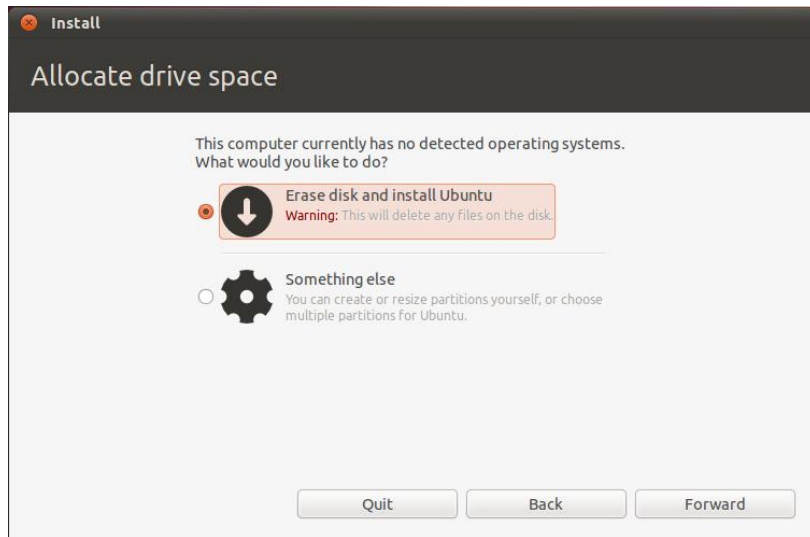 Install
Allocate drive space
This computer currently has no detected operating systems.
What would you like to do?
Erase disk and install Ubuntu
Warning: This will delete any files on the disk.
Something else
You can create or resize partitions yourself, or choose
multiple partitions for Ubuntu.
Quit
Back
Forward